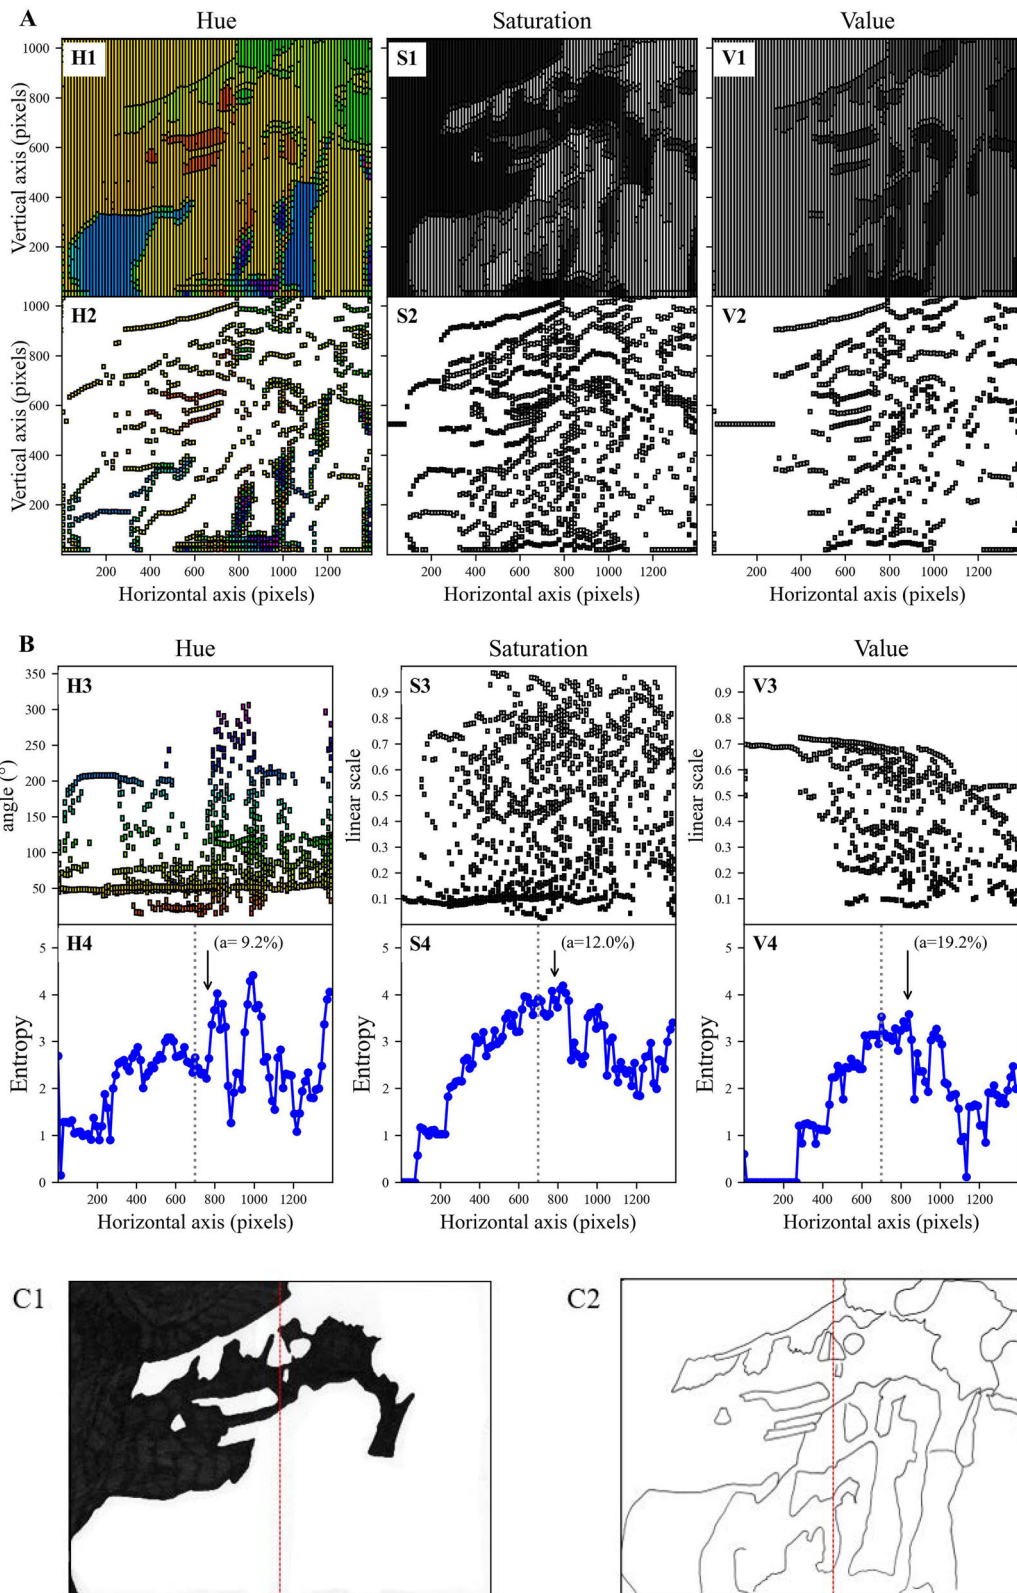 A
Hue Saturation Value
H1 S1 V1
1000
800
600
400
200
Vertical axis (pixels)
H2 S2 V2
1000
800
600
400
200
Vertical axis (pixels)
200 400 600 800 1000 1200 200 400 600 800 1000 1200 200 400 600 800 1000 1200
Horizontal axis (pixels) Horizontal axis (pixels) Horizontal axis (pixels)
B
Hue Saturation Value
H3 S3 V3
350
300
250
200
150
100
50
angle (°)
0.9
0.8
0.7
0.6
0.5
0.4
0.3
0.2
0.1
linear scale
0.9
0.8
0.7
0.6
0.5
0.4
0.3
0.2
0.1
linear scale
H4 (a= 9.2%) S4 (a=12.0%) V4 (a=19.2%)
5 5 5
4 4 4
3 3 3
2 2 2
1 1 1
0 0 0
Entropy Entropy Entropy
200 400 600 800 1000 1200 200 400 600 800 1000 1200 200 400 600 800 1000 1200
Horizontal axis (pixels) Horizontal axis (pixels) Horizontal axis (pixels)
C1 C2